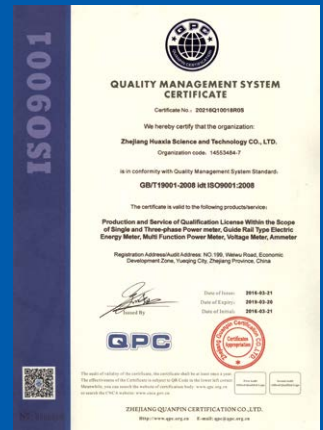 ISO9001
QPC
QUALITY MANAGEMENT SYSTEM
CERTIFICATE
We hereby certify that the organization:
Zhejiang Huaxia Science and Technology CO., LTD.
Organization code: 14553484-7
is in conformity with Quality Management System Standard:
GB/T19001-2008 idt ISO9001:2008
The certificate is valid to the following products/service:
Production and Service of Qualification License Within the Scope
of Single and Three-phase Power meter, Guide Rail Type Electric
Energy Meter, Multi Function Power Meter, Voltage Meter, Ammeter
Registration Address/Audit Address: NO.199, Weiwu Road, Economic
Development Zone, Yueqing City, Zhejiang Province, China
Date of Issue: 2016-03-21
Date of Expiry: 2019-03-20
Date of Initial: 2016-03-21
Issued By
QPC
Certificates
Appropriation
ZHEJIANG QUANPIN CERTIFICATION CO.,LTD.